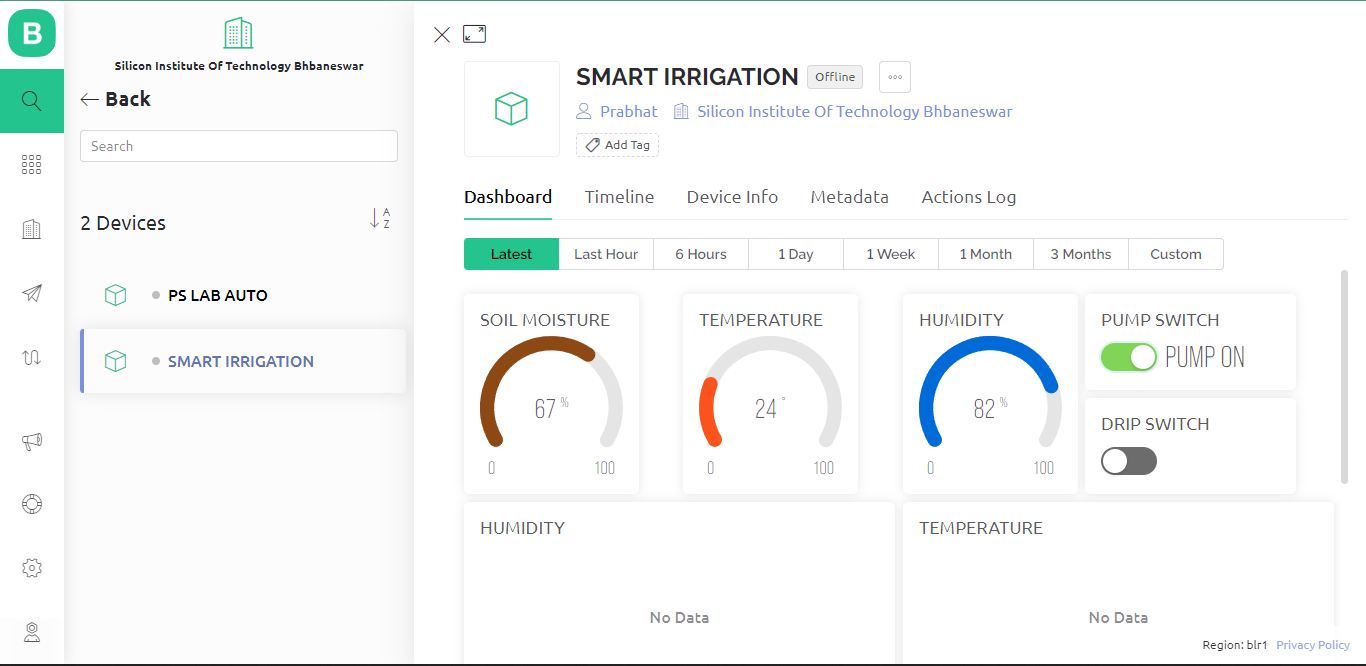 B
Silicon Institute Of Technology Bhbaneswar
Back
Search
2 Devices
A
Z
PS LAB AUTO
SMART IRRIGATION
SMART IRRIGATION Offline
Prabhat Silicon Institute Of Technology Bhbaneswar
Add Tag
Dashboard Timeline Device Info Metadata Actions Log
Latest Last Hour 6 Hours 1 Day 1 Week 1 Month 3 Months Custom
SOIL MOISTURE
67 %
0 100
TEMPERATURE
24 °
0 100
HUMIDITY
82 %
0 100
PUMP SWITCH
PUMP ON
DRIP SWITCH
HUMIDITY
No Data
TEMPERATURE
No Data
Region: blr1 Privacy Policy